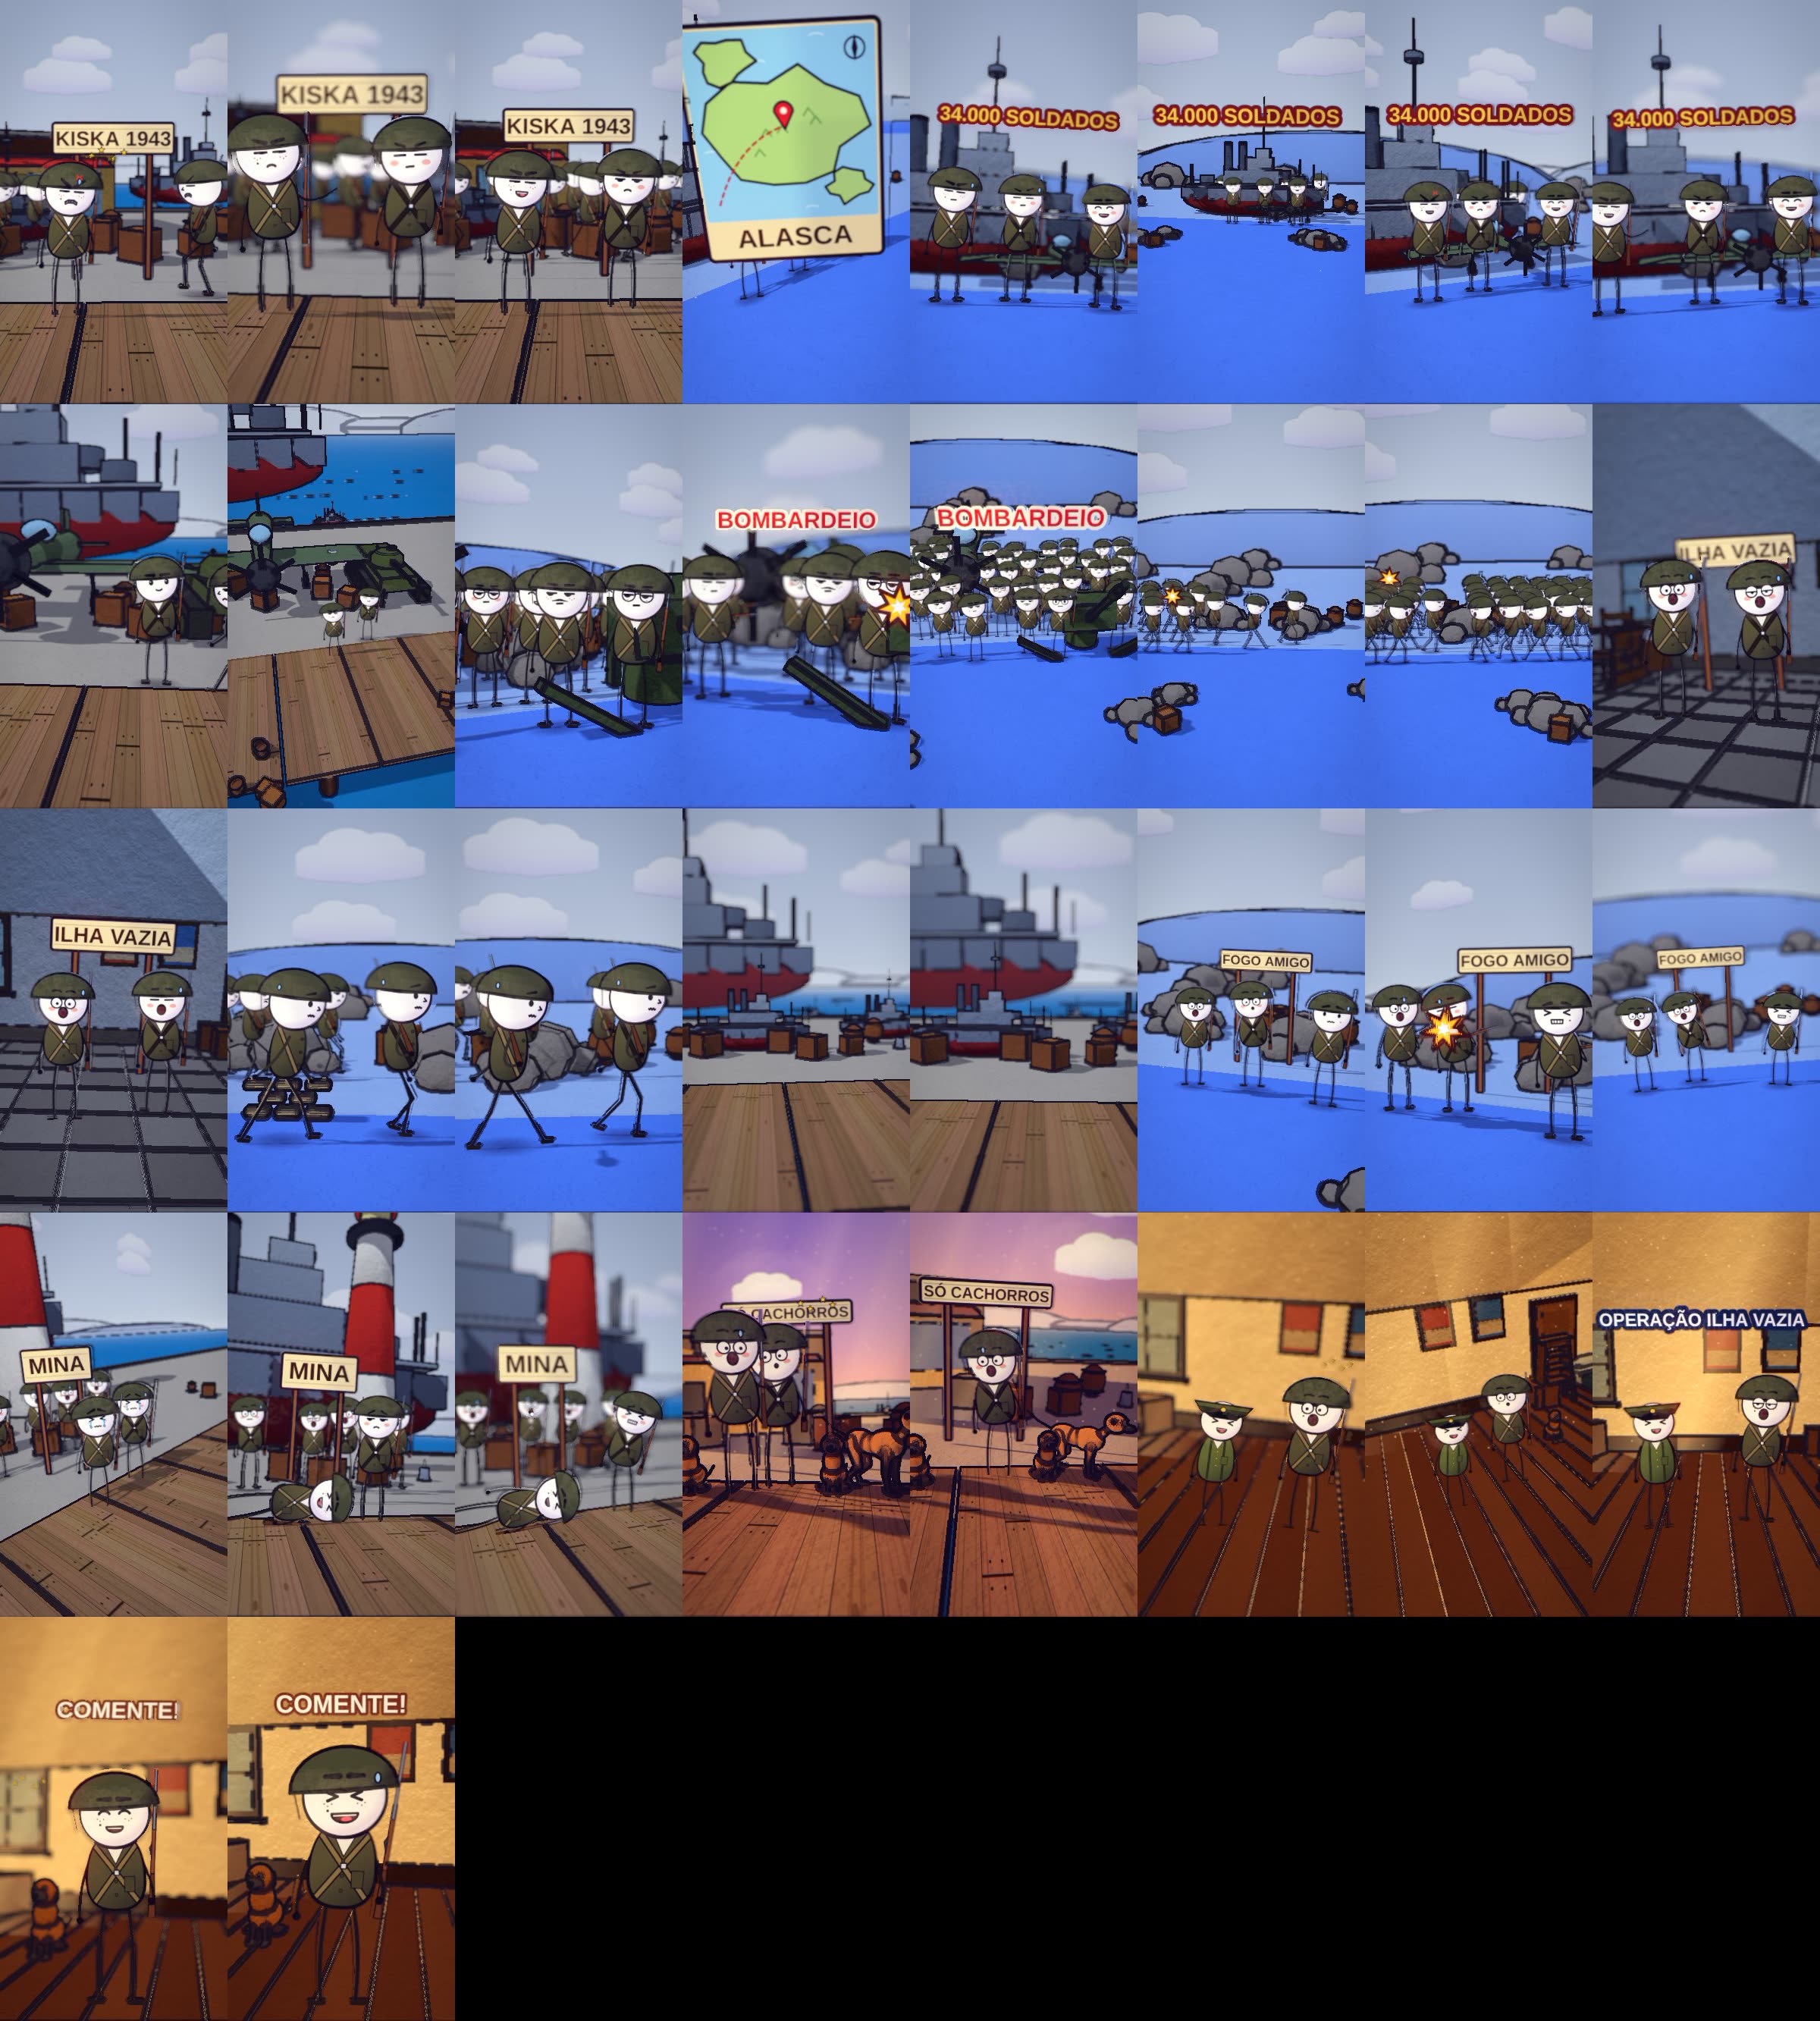 KISKA 1943
KISKA 1943
KISKA 1943
ALASCA
34.000 SOLDADOS
34.000 SOLDADOS
34.000 SOLDADOS
34.000 SOLDADOS
BOMBARDEIO
BOMBARDEIO
ILHA VAZIA
ILHA VAZIA
FOGO AMIGO
FOGO AMIGO
FOGO AMIGO
MINA
MINA
MINA
SÓ CACHORROS
SÓ CACHORROS
OPERAÇÃO ILHA VAZIA
COMENTE!
COMENTE!